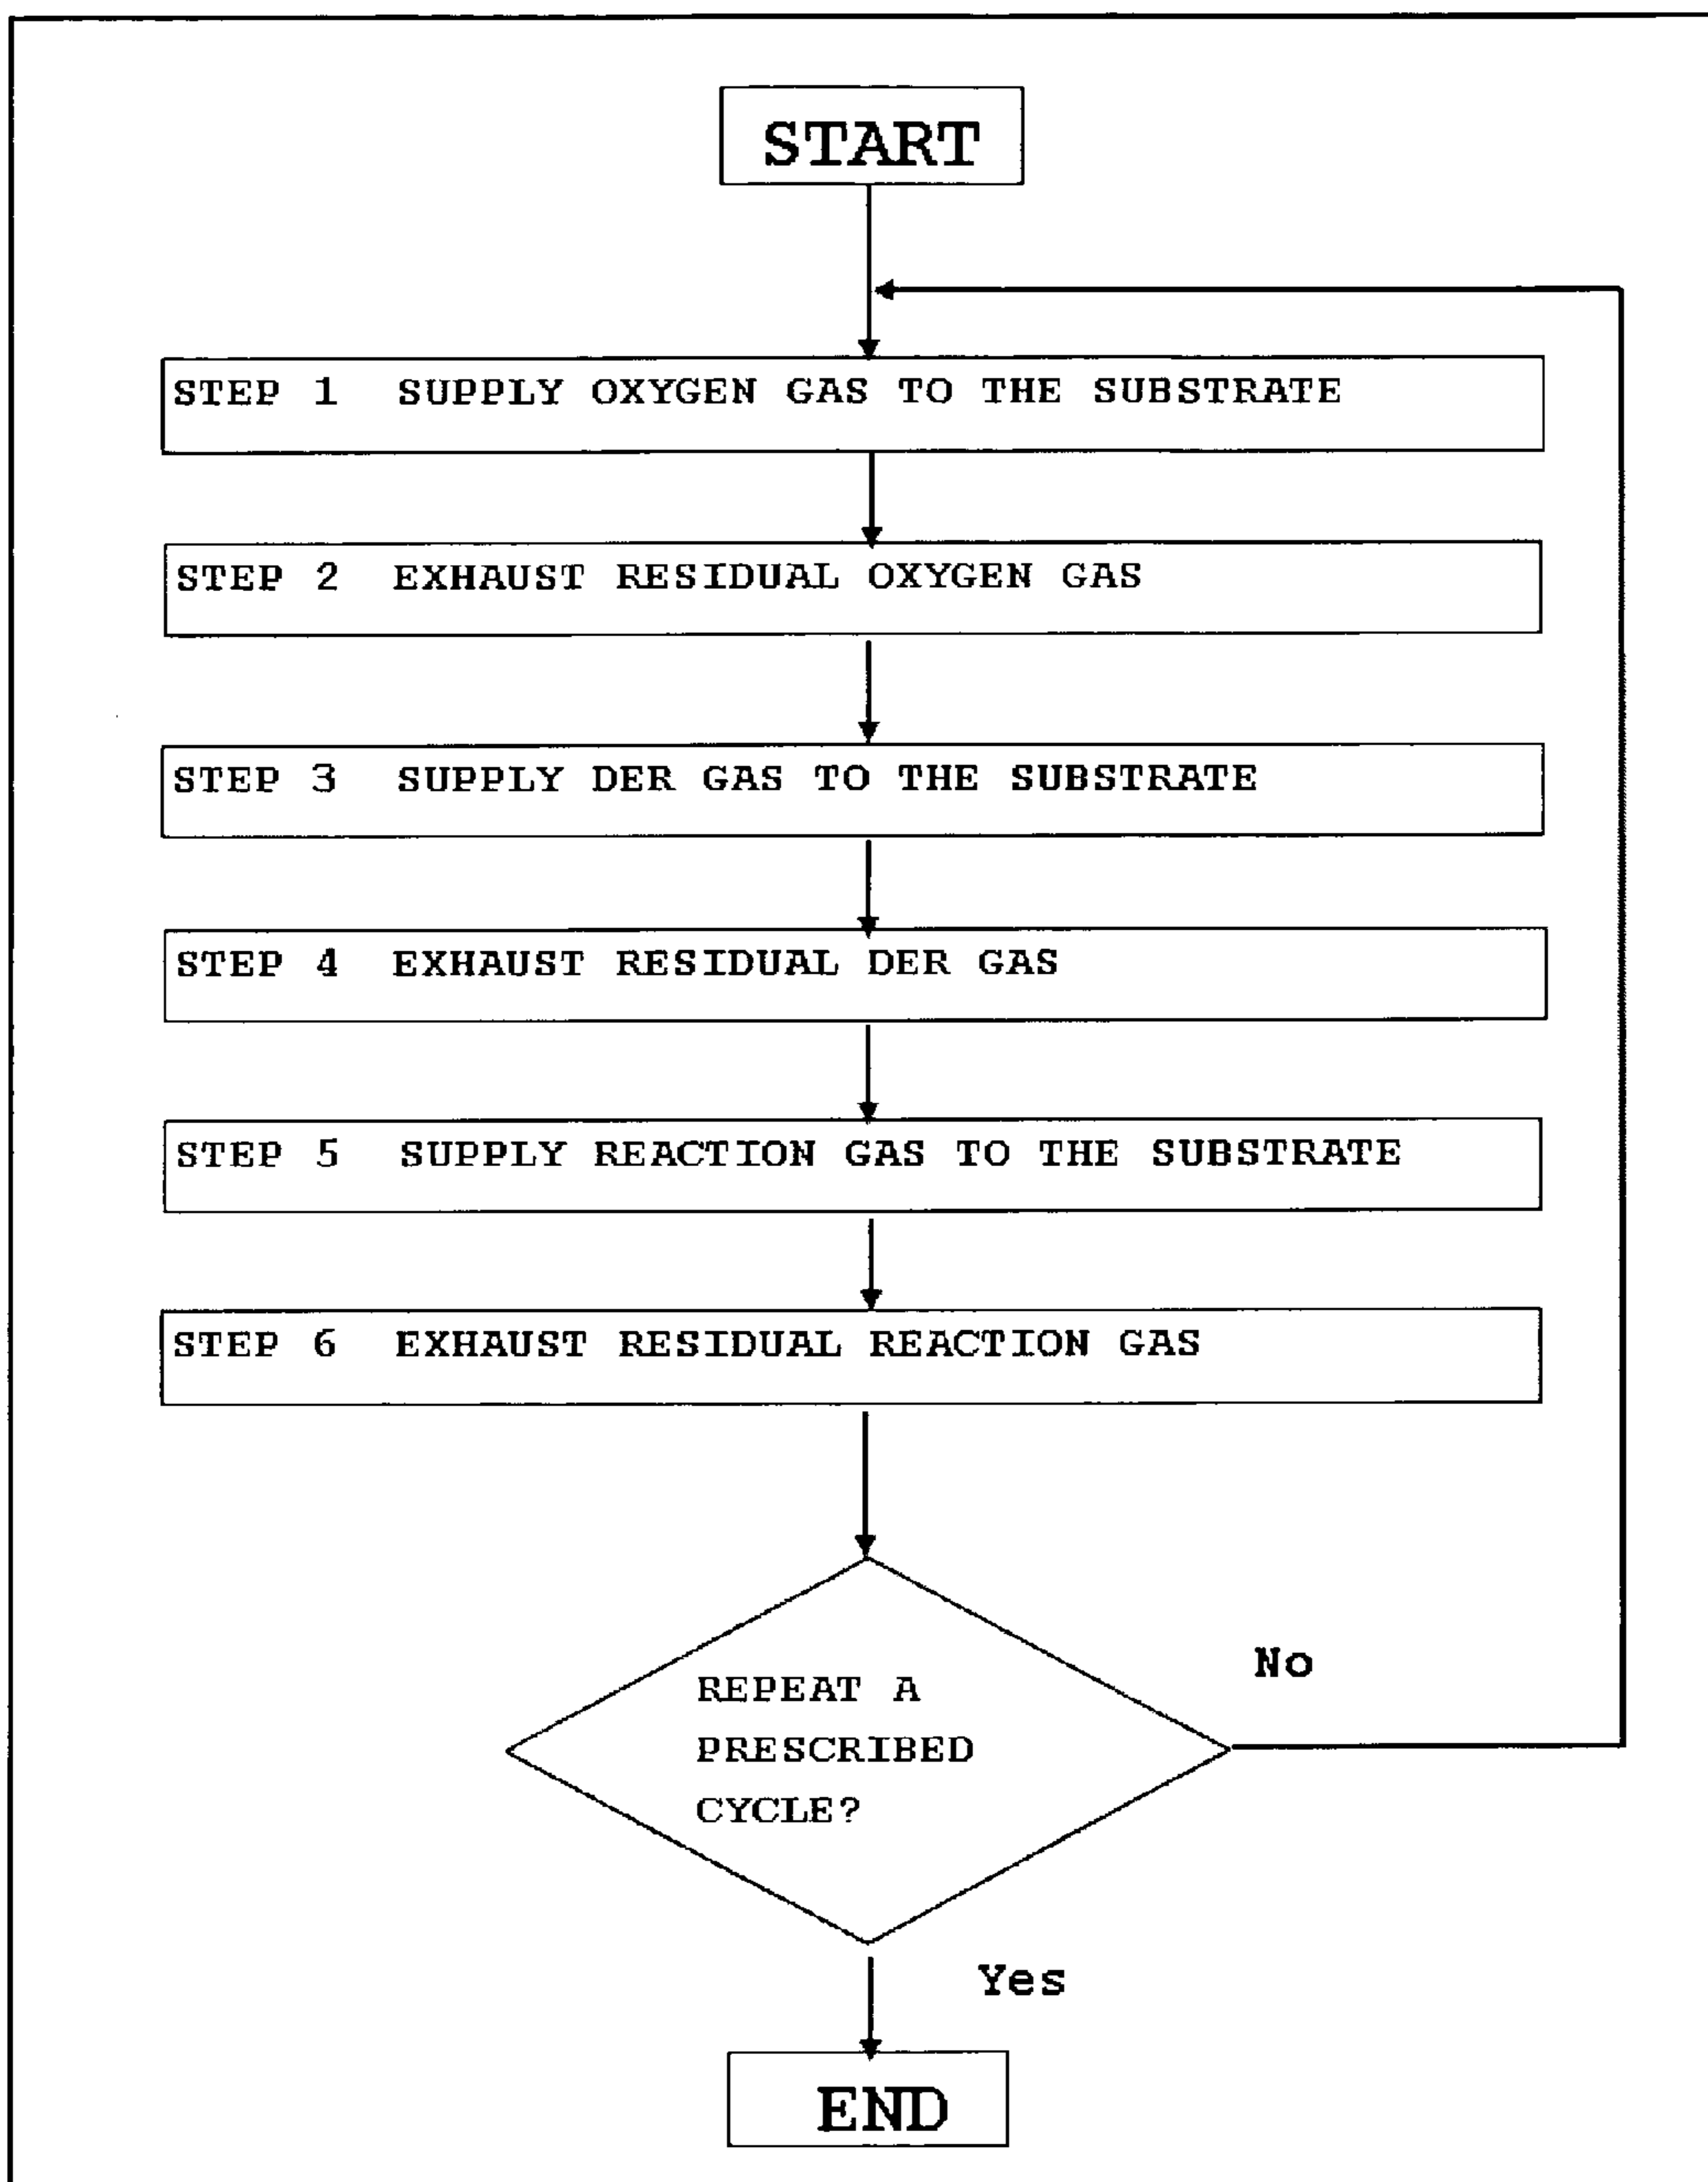 START
STEP 1 SUPPLY OXYGEN GAS TO THE SUBSTRATE
STEP 2 EXHAUST RESIDUAL OXYGEN GAS
STEP 3 SUPPLY DER GAS TO THE SUBSTRATE
STEP 4 EXHAUST RESIDUAL DER GAS
STEP 5 SUPPLY REACTION GAS TO THE SUBSTRATE
STEP 6 EXHAUST RESIDUAL REACTION GAS
REPEAT A
PRESCRIBED
CYCLE?
No
Yes
END